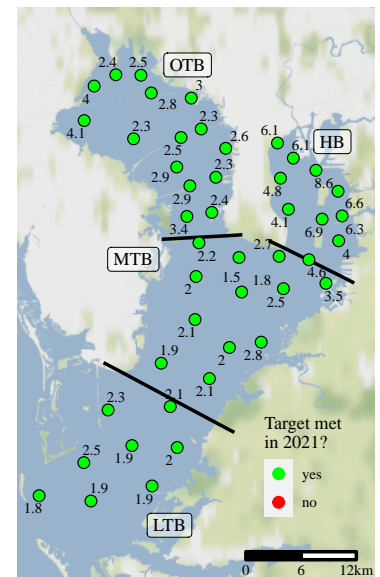 2.4 2.5 OTB
4 2.8 3
4.1 2.3 2.3
2.5 2.6 6.1 HB
6.1
2.9 2.3 4.8 8.6
2.9 2.4 4.1 6.6
3.4 6.9 6.3
MTB 2.2 2.7 4
4.6
2 1.5 1.8 2.5 3.5
2.1
1.9 2 2.8
2.1
2.3 2.1
1.9 2
2.5
1.8 1.9 1.9
LTB
Target met
in 2021?
yes
no
0 6 12km